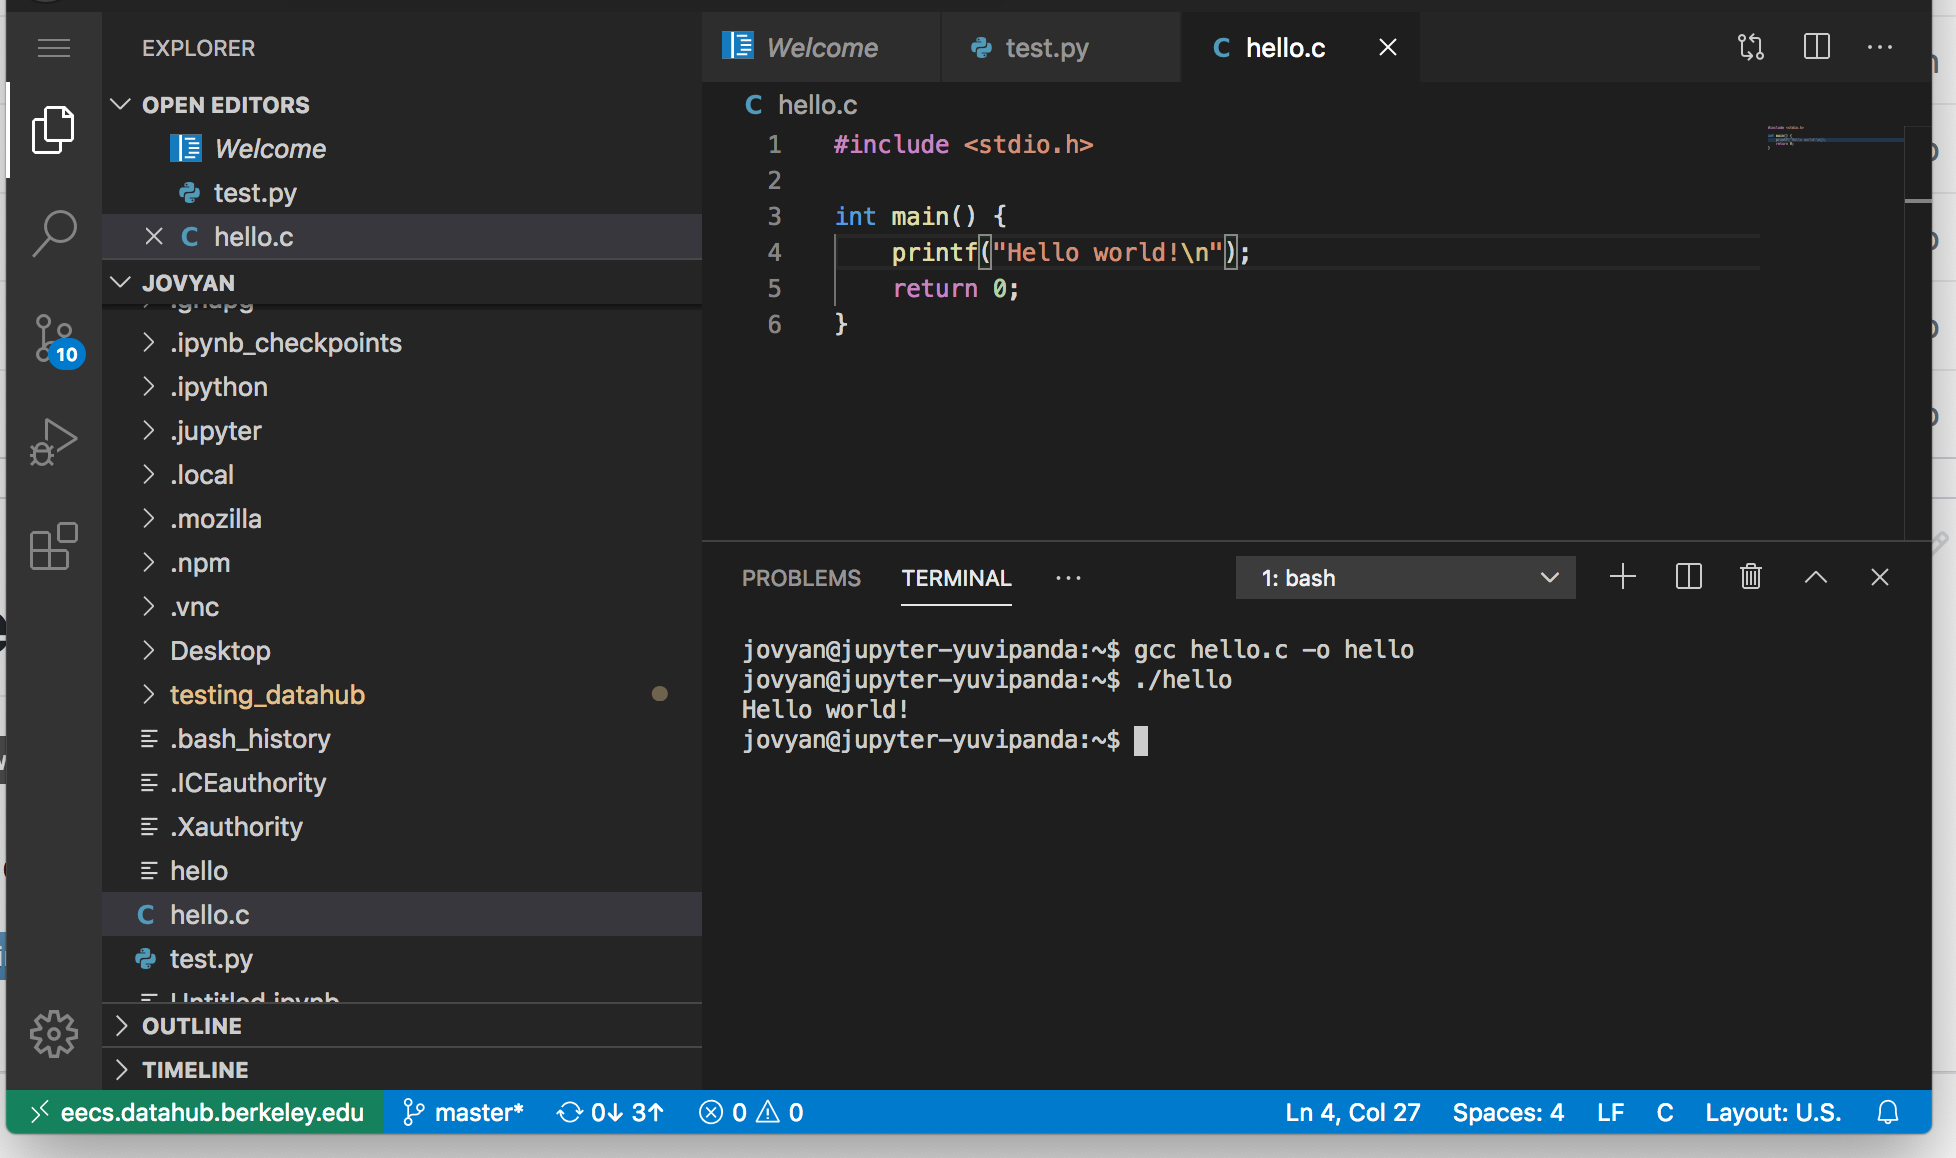 EXPLORER
OPEN EDITORS
Welcome
test.py
hello.c
JOVYAN
.gnupg
.ipynb_checkpoints
.ipython
.jupyter
.local
.mozilla
.npm
.vnc
Desktop
testing_datahub
.bash_history
.ICEauthority
.Xauthority
hello
hello.c
test.py
Untitled.ipynb
OUTLINE
TIMELINE
10
Welcome
test.py
hello.c
C hello.c
1 #include <stdio.h>
2
3 int main() {
4 printf("Hello world!\n");
5 return 0;
6 }
PROBLEMS TERMINAL ··· 1: bash
jovyan@jupyter-yuvipanda:~$ gcc hello.c -o hello
jovyan@jupyter-yuvipanda:~$ ./hello
Hello world!
jovyan@jupyter-yuvipanda:~$
eecs.datahub.berkeley.edu master* 0↓ 3↑ 0 0 Ln 4, Col 27 Spaces: 4 LF C Layout: U.S.